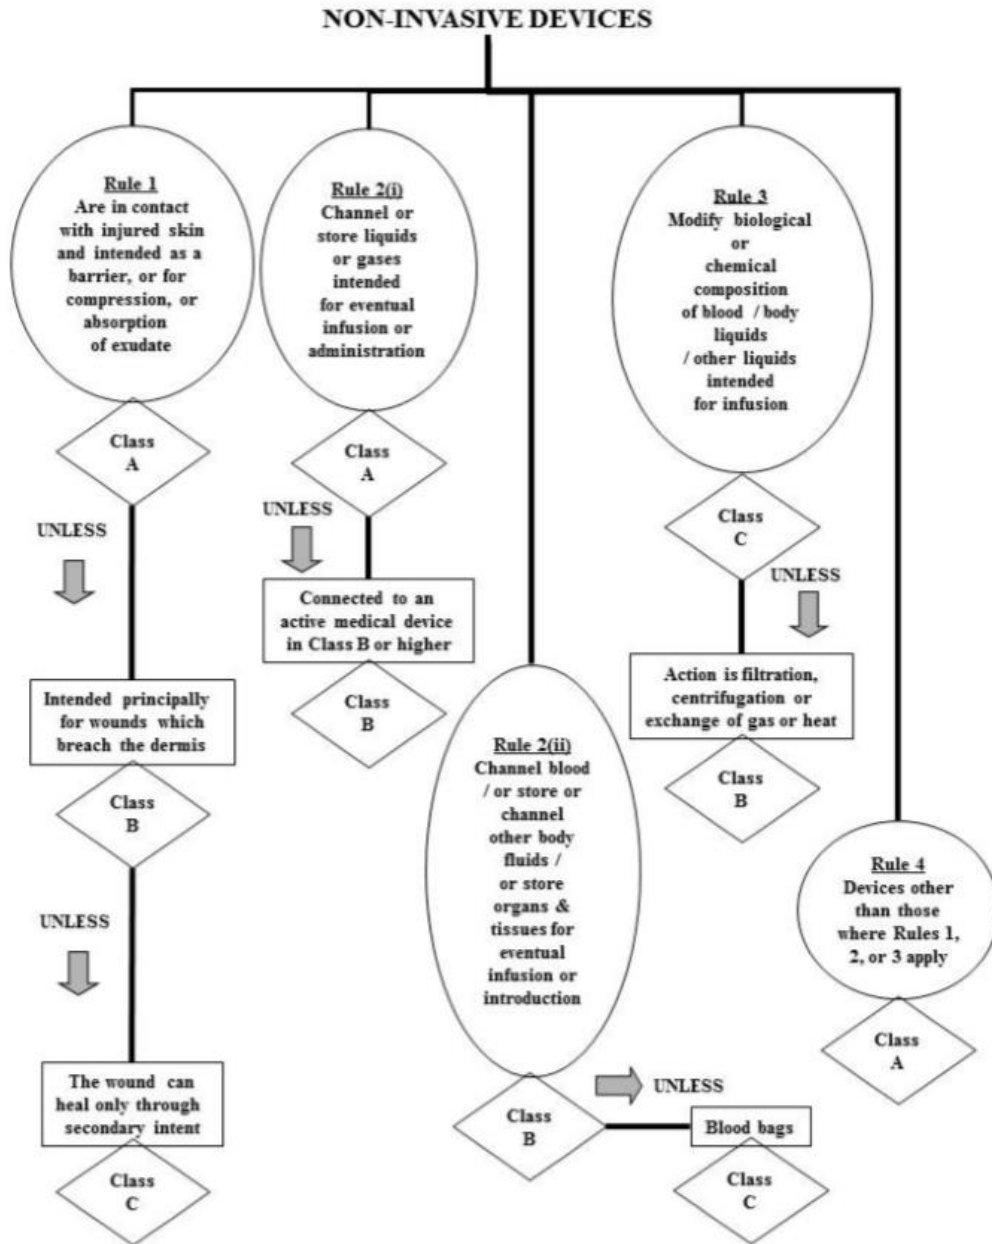 NON-INVASIVE DEVICES
Rule 1
Are in contact
with injured skin
and intended as a
barrier, or for
compression, or
absorption
of exudate
Class
A
UNLESS
Intended principally
for wounds which
breach the dermis
Class
B
UNLESS
The wound can
heal only through
secondary intent
Class
C
Rule 2(i)
Channel or
store liquids
or gases
intended
for eventual
infusion or
administration
Class
A
UNLESS
Connected to an
active medical device
in Class B or higher
Class
B
Rule 2(ii)
Channel blood
/ or store or
channel
other body
fluids /
or store
organs &
tissues for
eventual
infusion or
introduction
Class
B
UNLESS
Blood bags
Class
C
Rule 3
Modify biological
or
chemical
composition
of blood / body
liquids
/ other liquids
intended
for infusion
Class
C
UNLESS
Action is filtration,
centrifugation or
exchange of gas or heat
Class
B
Rule 4
Devices other
than those
where Rules 1,
2, or 3 apply
Class
A